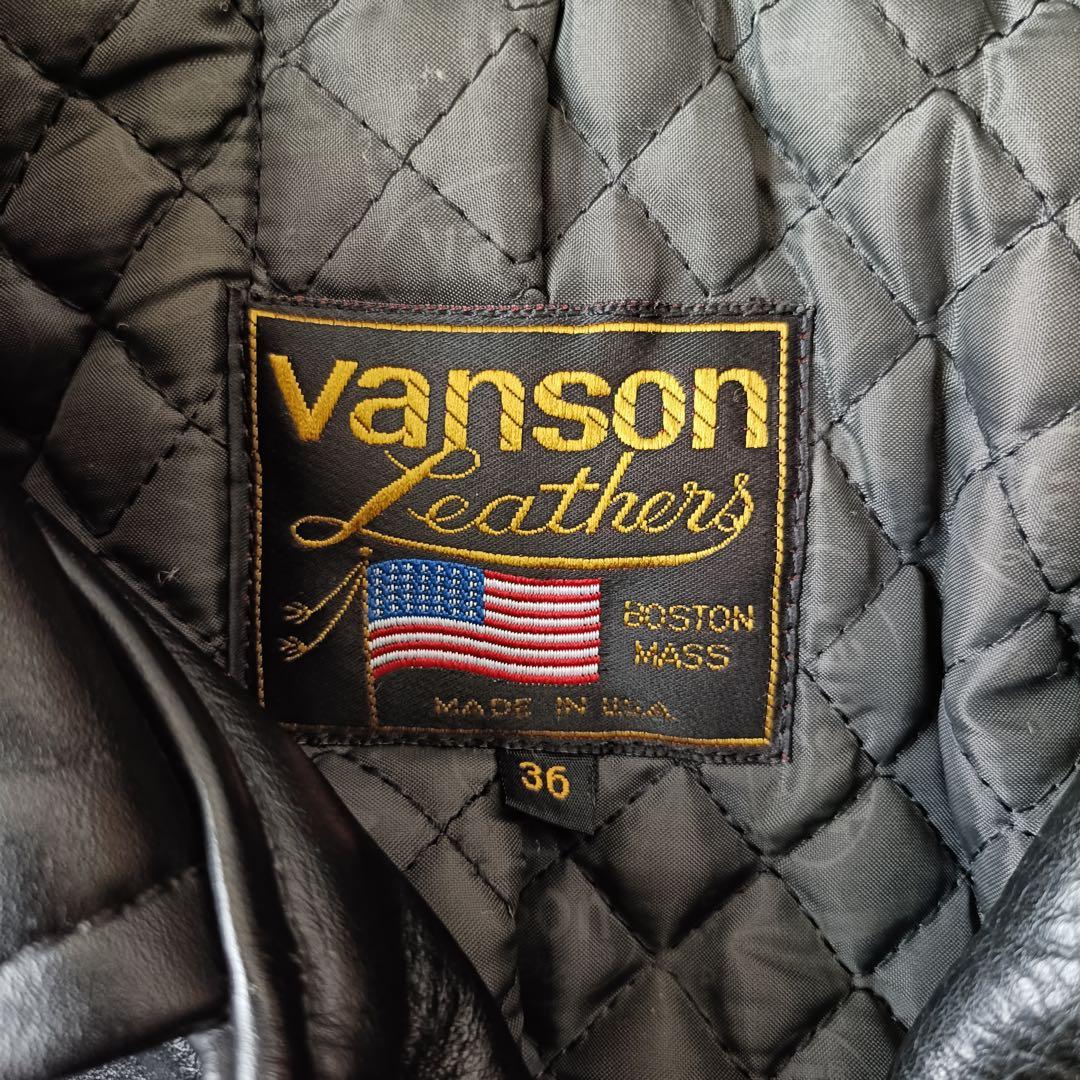 vanson
Leathers
BOSTON
MASS
MADE IN U.S.A.
36